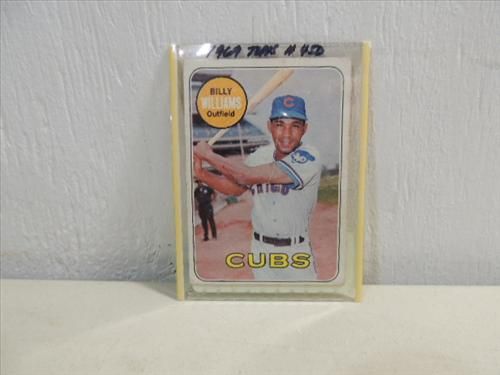 1969 TOPPS # 450
BILLY
WILLIAMS
Outfield
C
CUBS